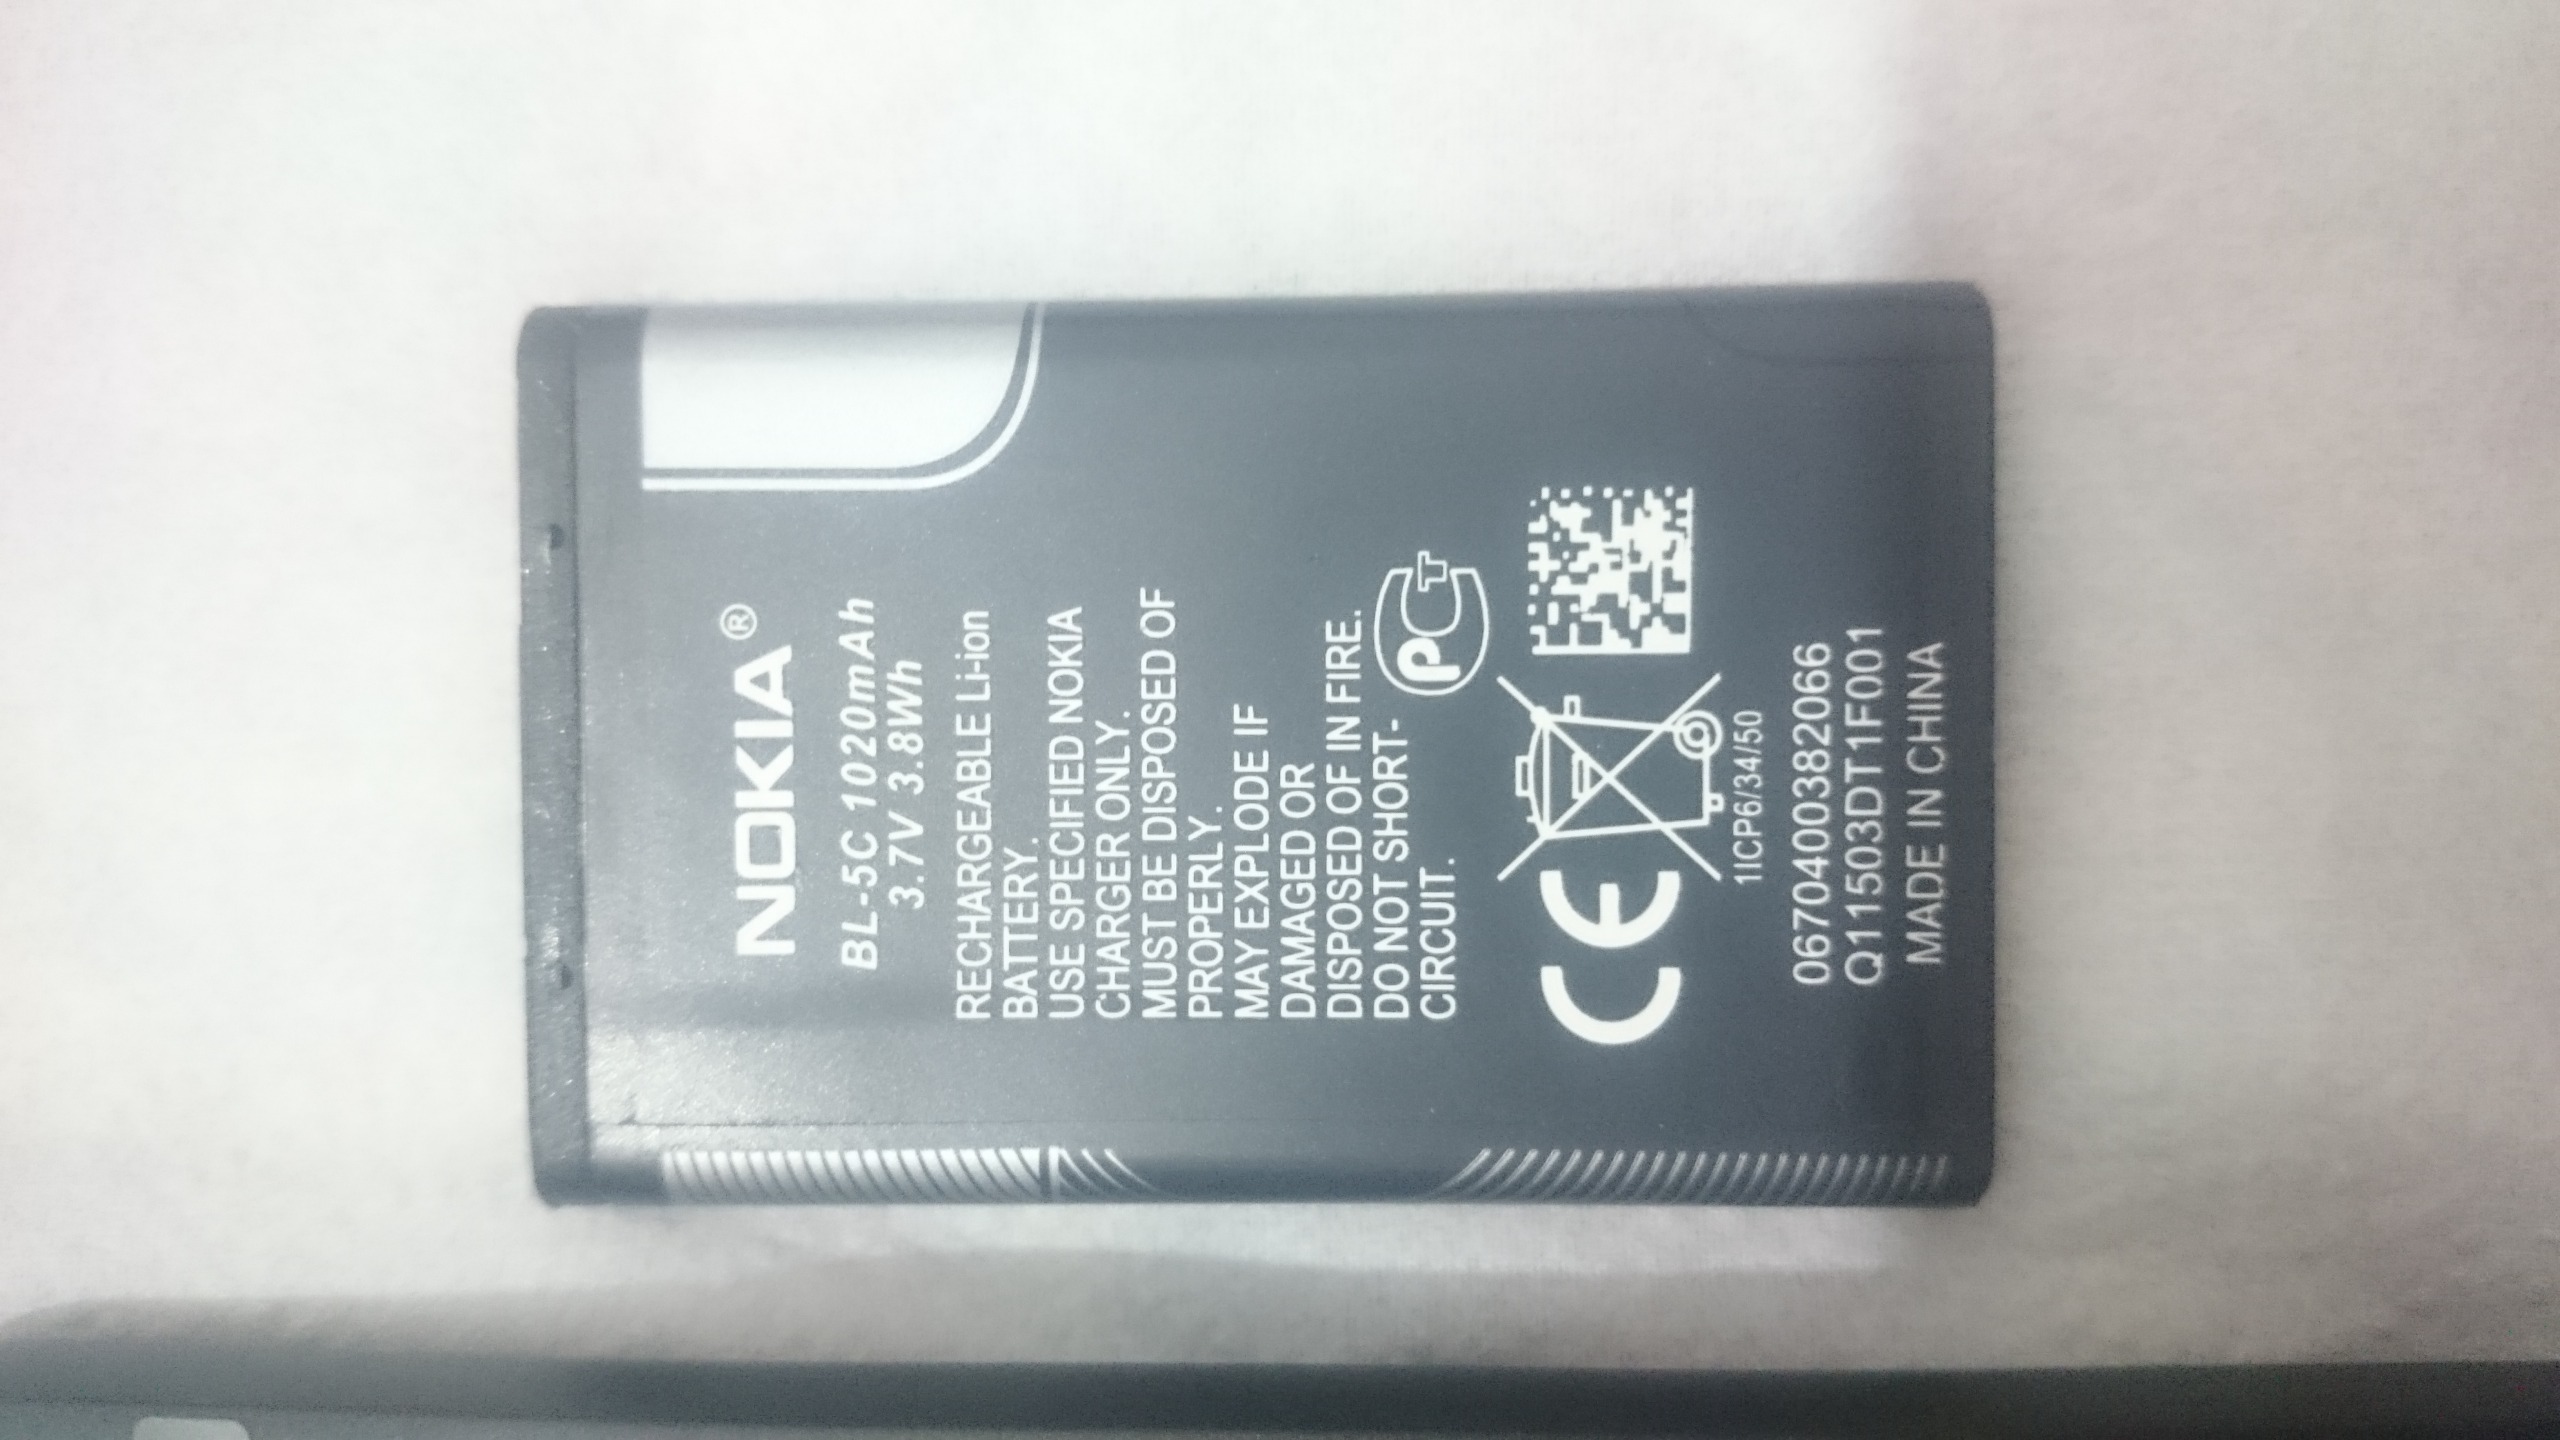 NOKIA®
BL-5C 1020mAh
3.7V 3.8Wh
RECHARGEABLE Li-ion
BATTERY.
USE SPECIFIED NOKIA
CHARGER ONLY.
MUST BE DISPOSED OF
PROPERLY.
MAY EXPLODE IF
DAMAGED OR
DISPOSED OF IN FIRE.
DO NOT SHORT-
CIRCUIT.
PCT
CE
1ICP6/34/50
0670400382066
Q11503DT1F001
MADE IN CHINA